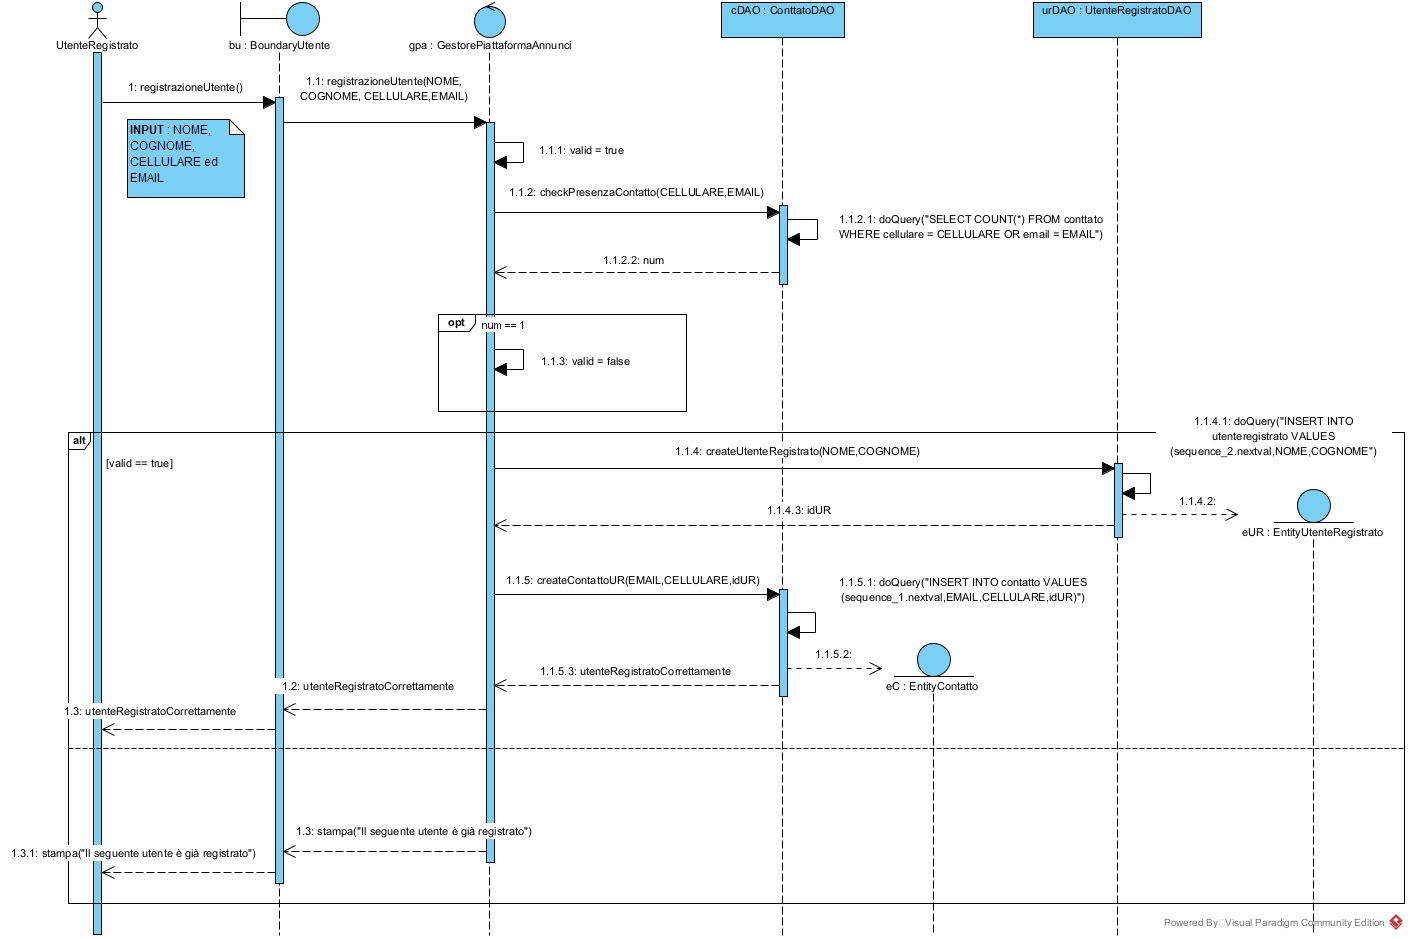 cDAO : ConttatoDAO
urDAO : UtenteRegistratoDAO
UtenteRegistrato
bu : BoundaryUtente
gpa : GestorePiattaformaAnnunci
1: registrazioneUtente()
1.1: registrazioneUtente(NOME,
COGNOME, CELLULARE,EMAIL)
INPUT : NOME,
COGNOME,
CELLULARE ed
EMAIL
1.1.1: valid = true
1.1.2: checkPresenzaContatto(CELLULARE,EMAIL)
1.1.2.1: doQuery("SELECT COUNT(*) FROM conttato
WHERE cellulare = CELLULARE OR email = EMAIL")
1.1.2.2: num
opt
num == 1
1.1.3: valid = false
alt
[valid == true]
1.1.4.1: doQuery("INSERT INTO
utenteregistrato VALUES
(sequence_2.nextval,NOME,COGNOME")
1.1.4: createUtenteRegistrato(NOME,COGNOME)
1.1.4.2:
1.1.4.3: idUR
eUR : EntityUtenteRegistrato
1.1.5: createContattoUR(EMAIL,CELLULARE,idUR)
1.1.5.1: doQuery("INSERT INTO contatto VALUES
(sequence_1.nextval,EMAIL,CELLULARE,idUR)")
1.1.5.2:
1.1.5.3: utenteRegistratoCorrettamente
eC : EntityContatto
1.2: utenteRegistratoCorrettamente
1.3: utenteRegistratoCorrettamente
1.3: stampa("Il seguente utente è già registrato")
1.3.1: stampa("Il seguente utente è già registrato")
Powered By Visual Paradigm Community Edition